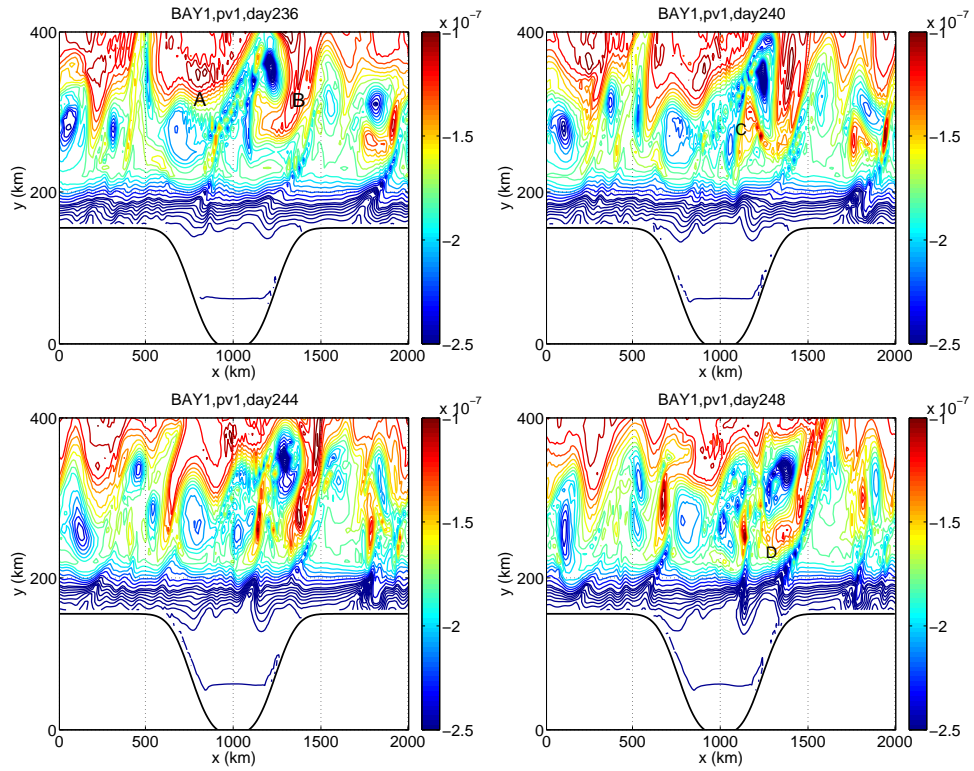 BAY1,pv1,day236
x 10⁻⁷
400
200
0
y (km)
A
B
0 500 1000 1500 2000
x (km)
−1
−1.5
−2
−2.5
BAY1,pv1,day240
x 10⁻⁷
400
200
0
y (km)
C
0 500 1000 1500 2000
x (km)
−1
−1.5
−2
−2.5
BAY1,pv1,day244
x 10⁻⁷
400
200
0
y (km)
0 500 1000 1500 2000
x (km)
−1
−1.5
−2
−2.5
BAY1,pv1,day248
x 10⁻⁷
400
200
0
y (km)
D
0 500 1000 1500 2000
x (km)
−1
−1.5
−2
−2.5